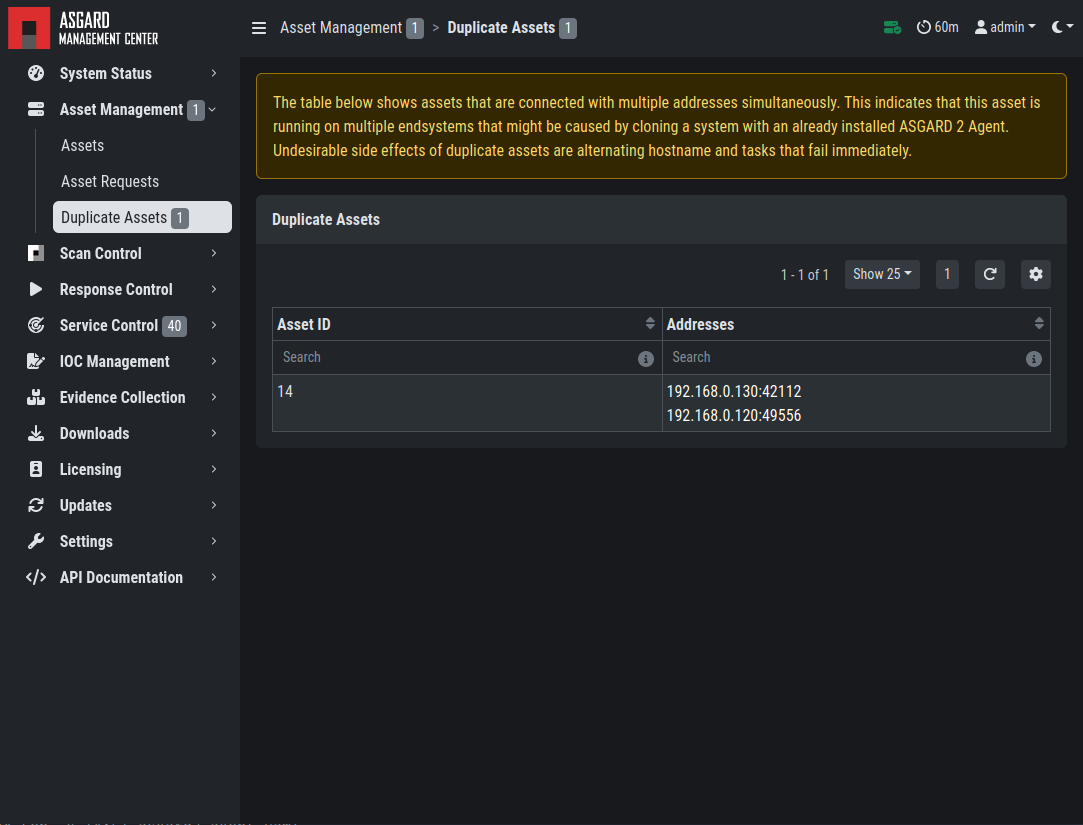 ASGARD
MANAGEMENT CENTER
Asset Management 1 > Duplicate Assets 1
60m
admin
System Status
Asset Management 1
Assets
Asset Requests
Duplicate Assets 1
Scan Control
Response Control
Service Control 40
IOC Management
Evidence Collection
Downloads
Licensing
Updates
Settings
API Documentation
The table below shows assets that are connected with multiple addresses simultaneously. This indicates that this asset is
running on multiple endsystems that might be caused by cloning a system with an already installed ASGARD 2 Agent.
Undesirable side effects of duplicate assets are alternating hostname and tasks that fail immediately.
Duplicate Assets
1 - 1 of 1 Show 25 1
Asset ID Addresses
Search Search
14 192.168.0.130:42112
192.168.0.120:49556